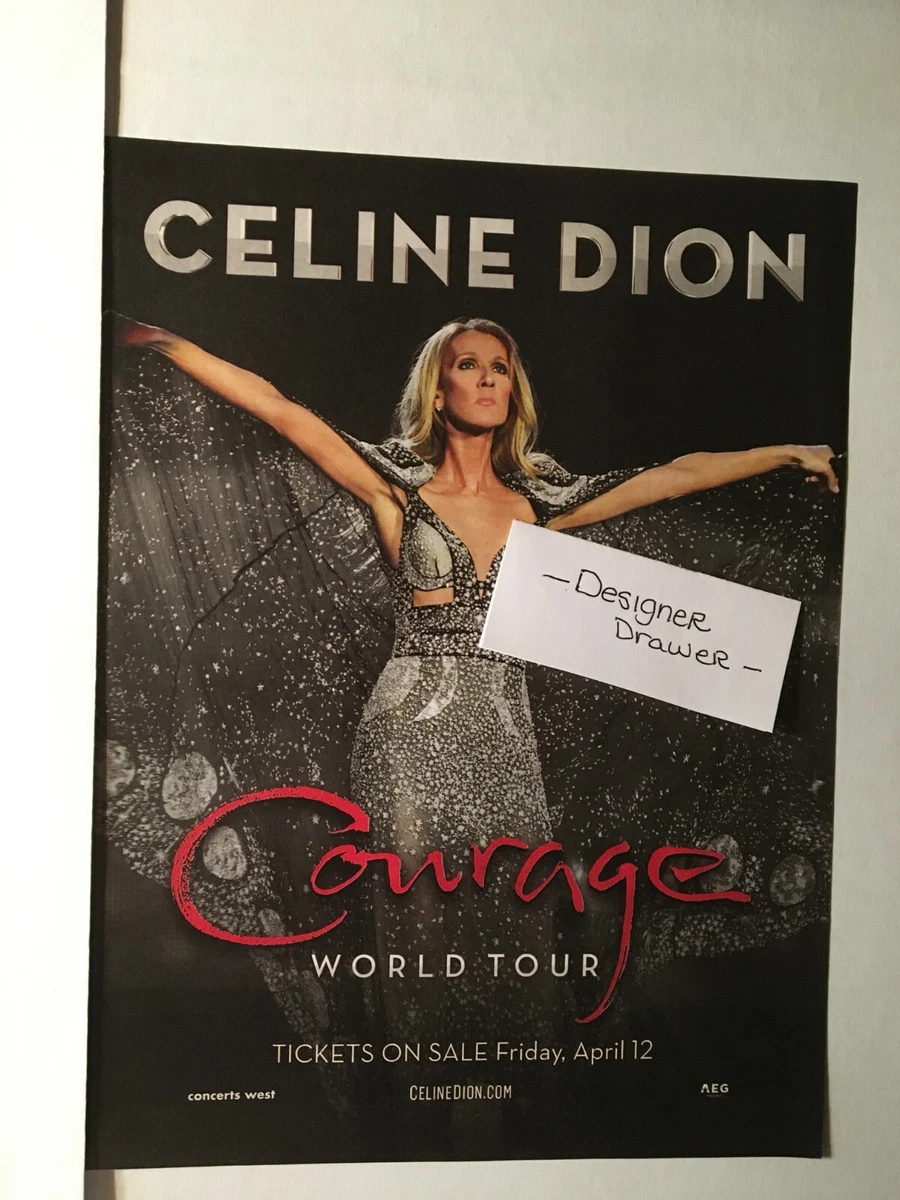 CELINE DION
— Designer
Drawer —
Courage
WORLD TOUR
TICKETS ON SALE Friday, April 12
concerts west
CELINEDION.COM
AEG